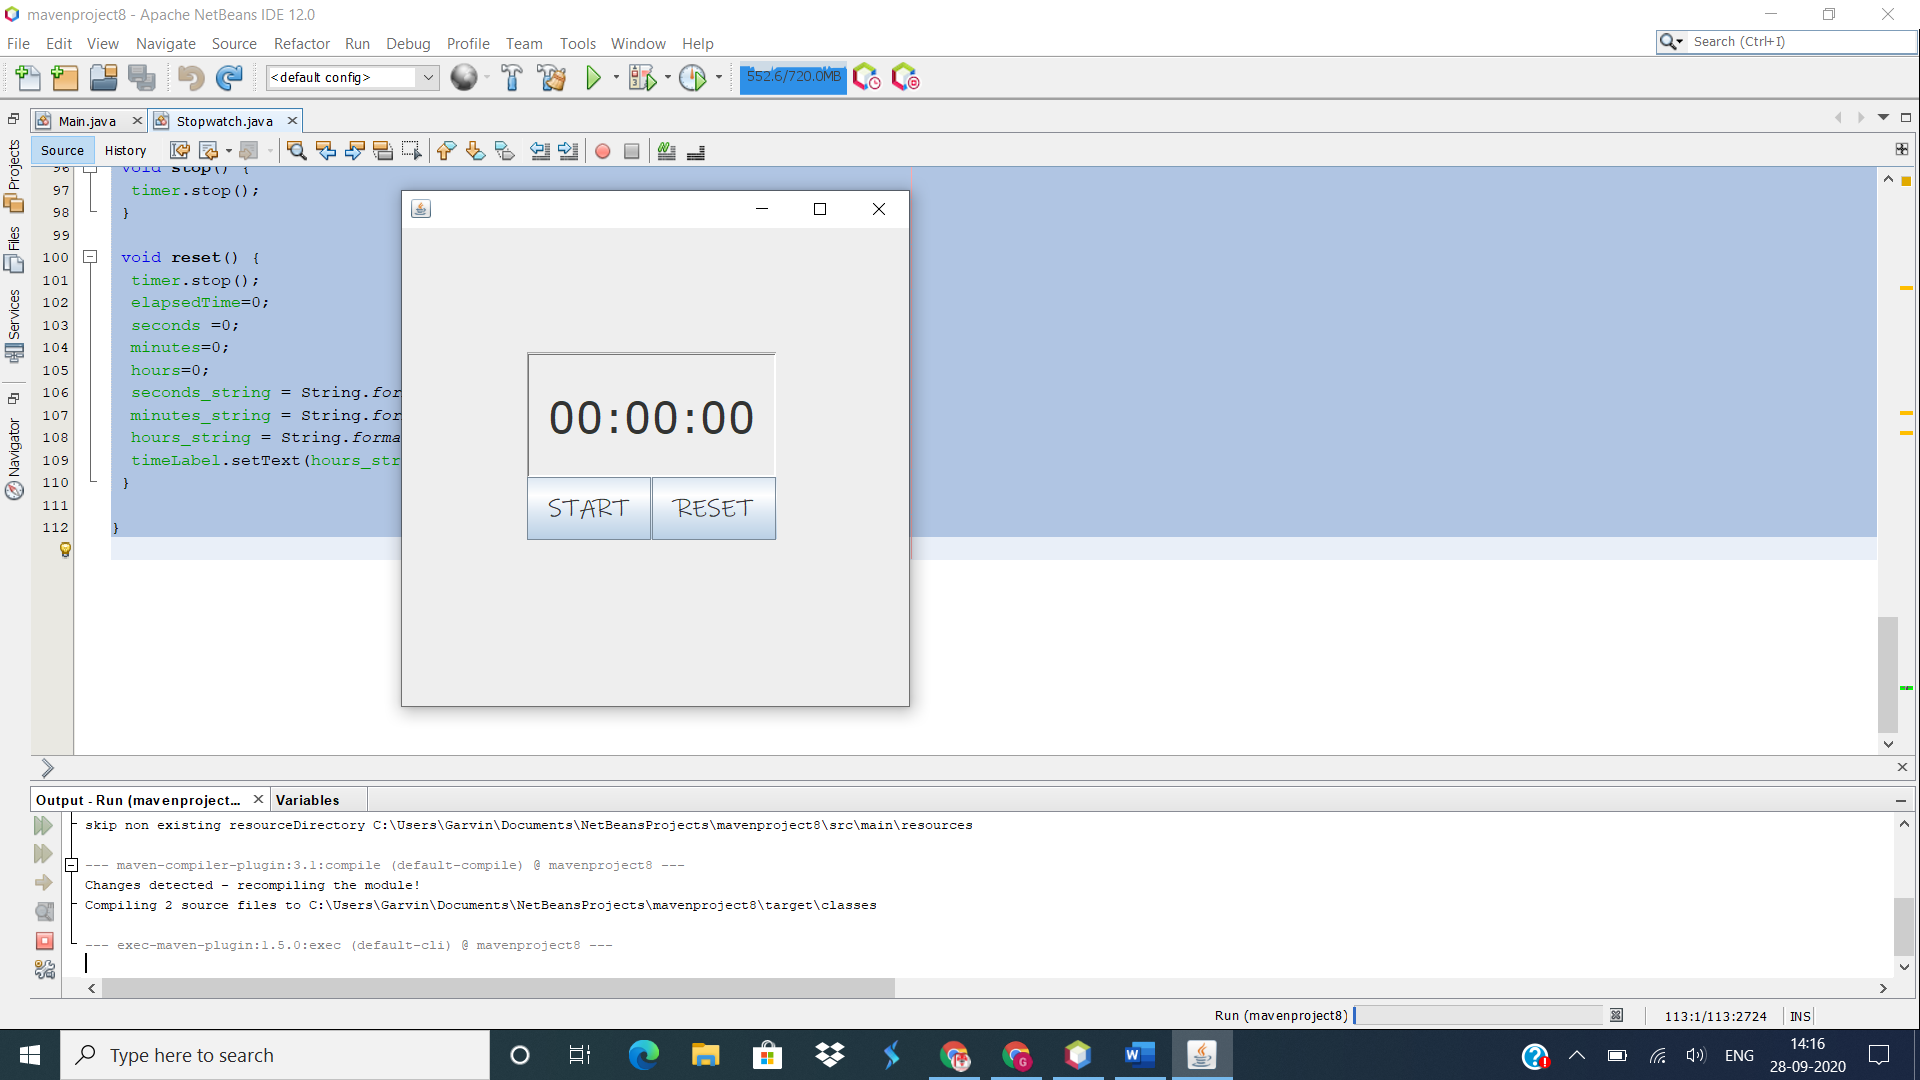 mavenproject8 - Apache NetBeans IDE 12.0
File Edit View Navigate Source Refactor Run Debug Profile Team Tools Window Help
Search (Ctrl+I)
<default config>
552.6/720.0MB
Main.java
Stopwatch.java
Source History
Projects
Files
Services
Navigator
96 void stop() {
97 timer.stop();
98 }
99
100 void reset() {
101 timer.stop();
102 elapsedTime=0;
103 seconds =0;
104 minutes=0;
105 hours=0;
106 seconds_string = String.for
107 minutes_string = String.for
108 hours_string = String.forma
109 timeLabel.setText(hours_str
110 }
111
112 }
00:00:00
START RESET
Output - Run (mavenproject...
Variables
skip non existing resourceDirectory C:\Users\Garvin\Documents\NetBeansProjects\mavenproject8\src\main\resources
--- maven-compiler-plugin:3.1:compile (default-compile) @ mavenproject8 ---
Changes detected - recompiling the module!
Compiling 2 source files to C:\Users\Garvin\Documents\NetBeansProjects\mavenproject8\target\classes
--- exec-maven-plugin:1.5.0:exec (default-cli) @ mavenproject8 ---
Run (mavenproject8)
113:1/113:2724
INS
Type here to search
ENG
14:16
28-09-2020